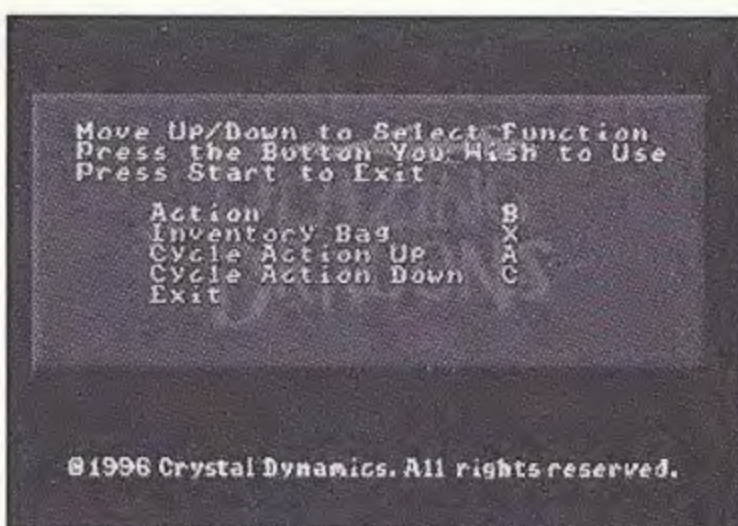 Move Up/Down to Select Function
Press the Button You Wish to Use
Press Start to Exit
Action B
Inventory Bag X
Cycle Action Up A
Cycle Action Down C
Exit
©1996 Crystal Dynamics. All rights reserved.